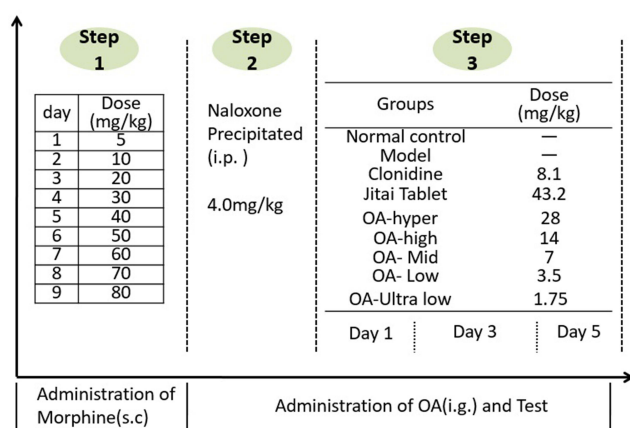 Step
1
Step
2
Step
3
day Dose
(mg/kg)
1 5
2 10
3 20
4 30
5 40
6 50
7 60
8 70
9 80
Naloxone
Precipitated
(i.p. )
4.0mg/kg
Groups Dose
(mg/kg)
Normal control —
Model —
Clonidine 8.1
Jitai Tablet 43.2
OA-hyper 28
OA-high 14
OA- Mid 7
OA- Low 3.5
OA-Ultra low 1.75
Day 1 Day 3 Day 5
Administration of
Morphine(s.c)
Administration of OA(i.g.) and Test